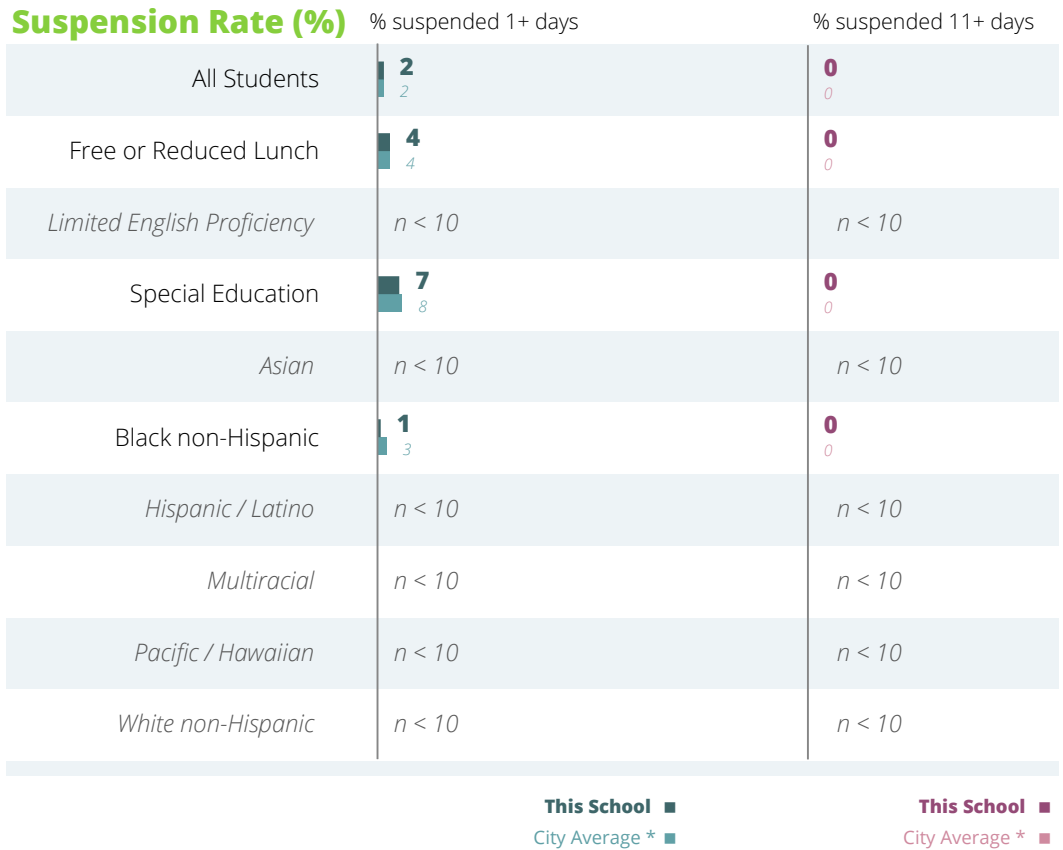 Suspension Rate (%) % suspended 1+ days % suspended 11+ days
All Students 2 0
2 0
Free or Reduced Lunch 4 0
4 0
Limited English Proficiency n < 10 n < 10
Special Education 7 0
8 0
Asian n < 10 n < 10
Black non-Hispanic 1 0
3 0
Hispanic / Latino n < 10 n < 10
Multiracial n < 10 n < 10
Pacific / Hawaiian n < 10 n < 10
White non-Hispanic n < 10 n < 10
This School This School
City Average * City Average *